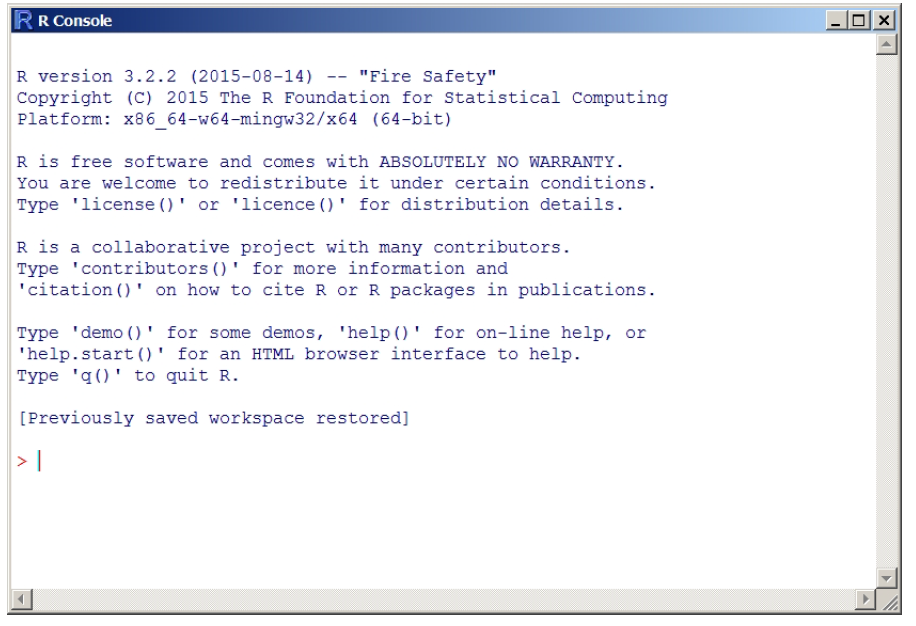 R Console
R version 3.2.2 (2015-08-14) -- "Fire Safety"
Copyright (C) 2015 The R Foundation for Statistical Computing
Platform: x86_64-w64-mingw32/x64 (64-bit)
R is free software and comes with ABSOLUTELY NO WARRANTY.
You are welcome to redistribute it under certain conditions.
Type 'license()' or 'licence()' for distribution details.
R is a collaborative project with many contributors.
Type 'contributors()' for more information and
'citation()' on how to cite R or R packages in publications.
Type 'demo()' for some demos, 'help()' for on-line help, or
'help.start()' for an HTML browser interface to help.
Type 'q()' to quit R.
[Previously saved workspace restored]
>